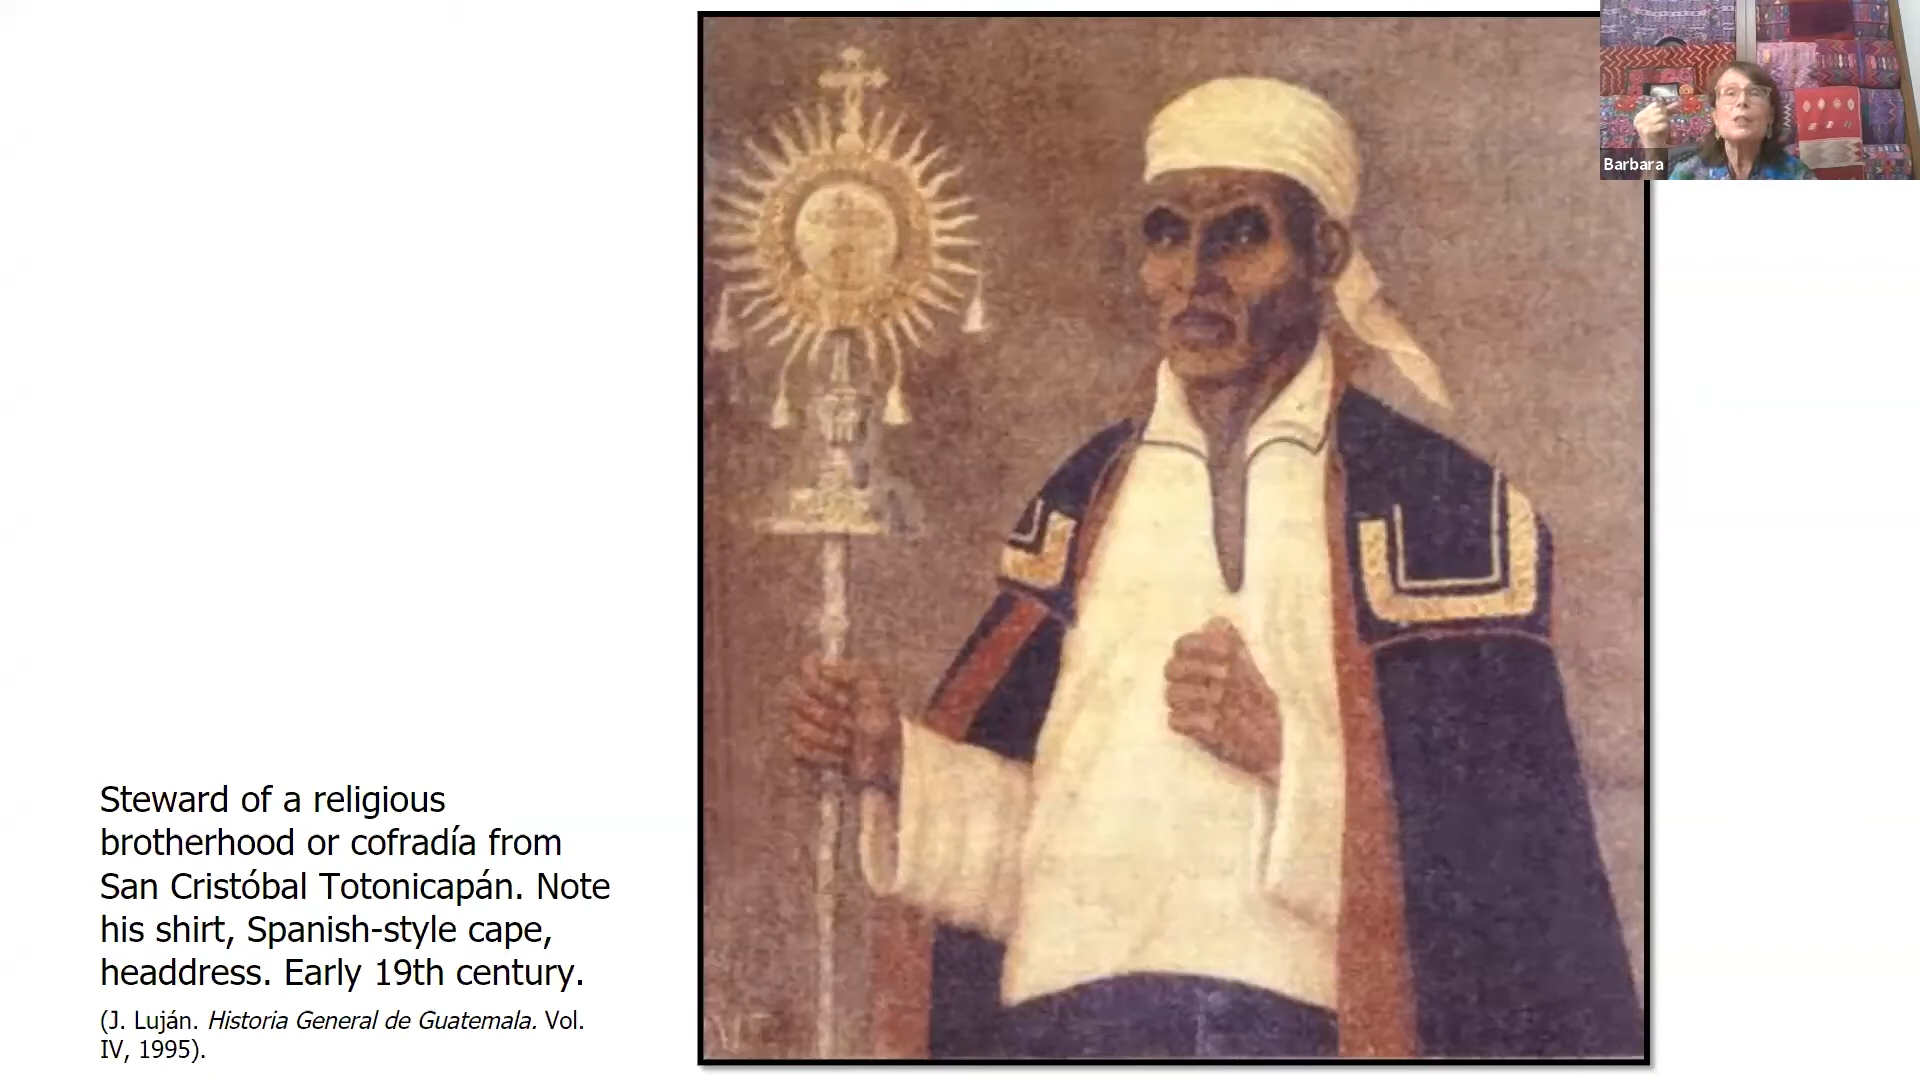 Barbara
Steward of a religious
brotherhood or cofradía from
San Cristóbal Totonicapán. Note
his shirt, Spanish-style cape,
headdress. Early 19th century.
(J. Luján. Historia General de Guatemala. Vol.
IV, 1995).